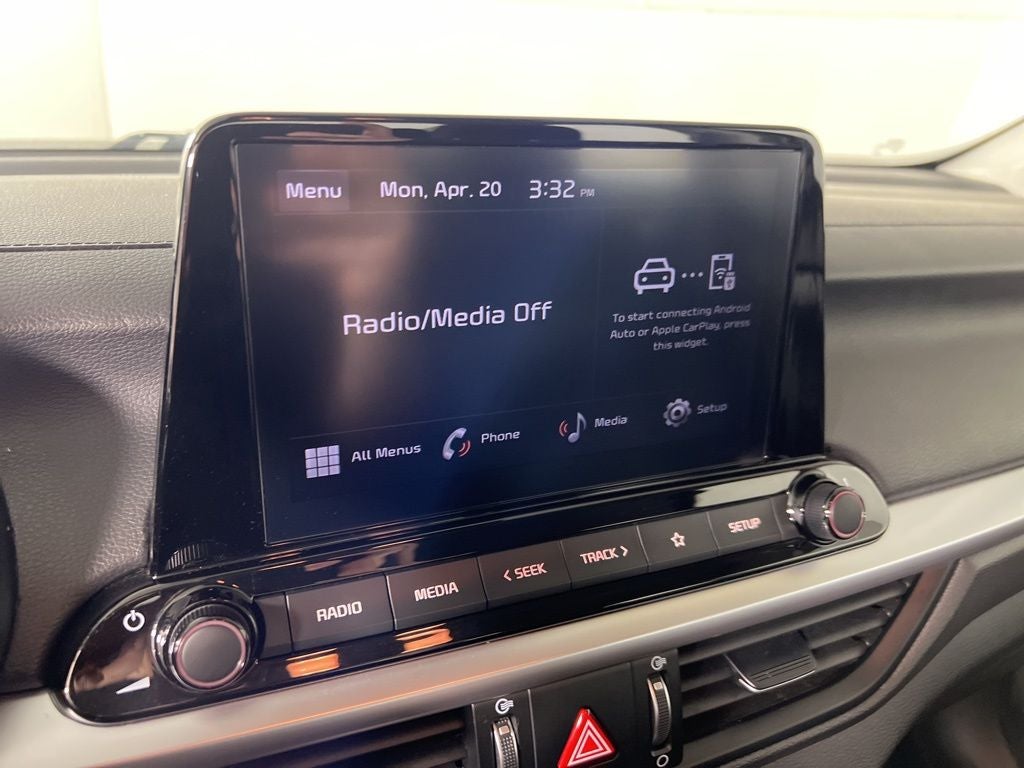 Menu Mon, Apr. 20 3:32 PM
Radio/Media Off
To start connecting Android
Auto or Apple CarPlay, press
this widget.
All Menus Phone Media Setup
RADIO MEDIA < SEEK TRACK > SETUP